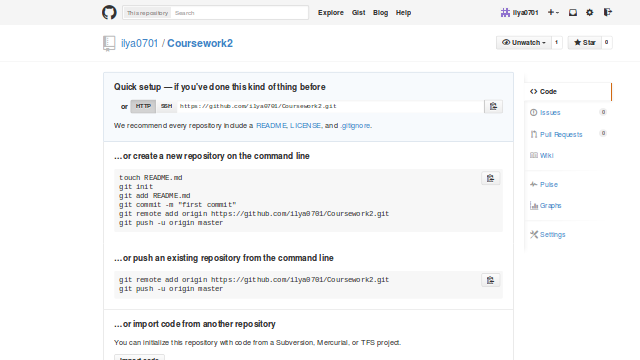 This repository Search Explore Gist Blog Help ilya0701
ilya0701 / Coursework2 Unwatch 1 Star 0
Quick setup — if you've done this kind of thing before
or HTTP SSH https://github.com/ilya0701/Coursework2.git
We recommend every repository include a README, LICENSE, and .gitignore.
…or create a new repository on the command line
touch README.md
git init
git add README.md
git commit -m "first commit"
git remote add origin https://github.com/ilya0701/Coursework2.git
git push -u origin master
…or push an existing repository from the command line
git remote add origin https://github.com/ilya0701/Coursework2.git
git push -u origin master
…or import code from another repository
You can initialize this repository with code from a Subversion, Mercurial, or TFS project.
Import code
Code
Issues 0
Pull Requests 0
Wiki
Pulse
Graphs
Settings